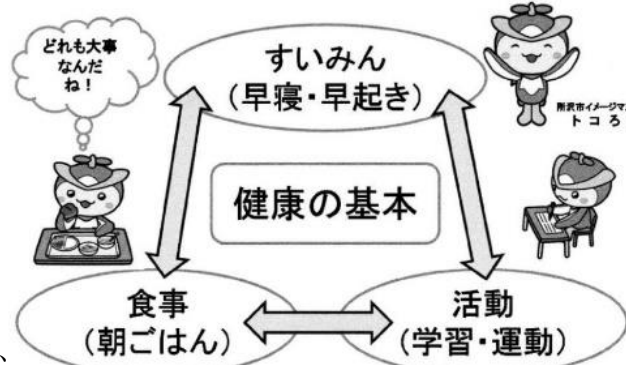 どれも大事
なんだ
ね！
すいみん
(早寝・早起き)
所沢市イメージマ
トコろ
健康の基本
食事
(朝ごはん)
活動
(学習・運動)
、